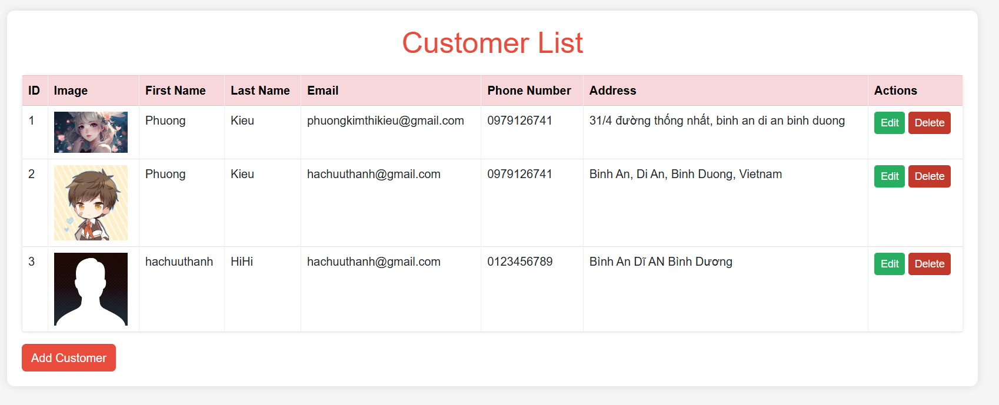 Customer List
ID Image First Name Last Name Email Phone Number Address Actions
1 Phuong Kieu phuongkimthikieu@gmail.com 0979126741 31/4 đường thống nhất, binh an di an binh duong Edit Delete
2 Phuong Kieu hachuuthanh@gmail.com 0979126741 Binh An, Di An, Binh Duong, Vietnam Edit Delete
3 hachuuthanh HiHi hachuuthanh@gmail.com 0123456789 Bình An Dĩ AN Bình Dương Edit Delete
Add Customer